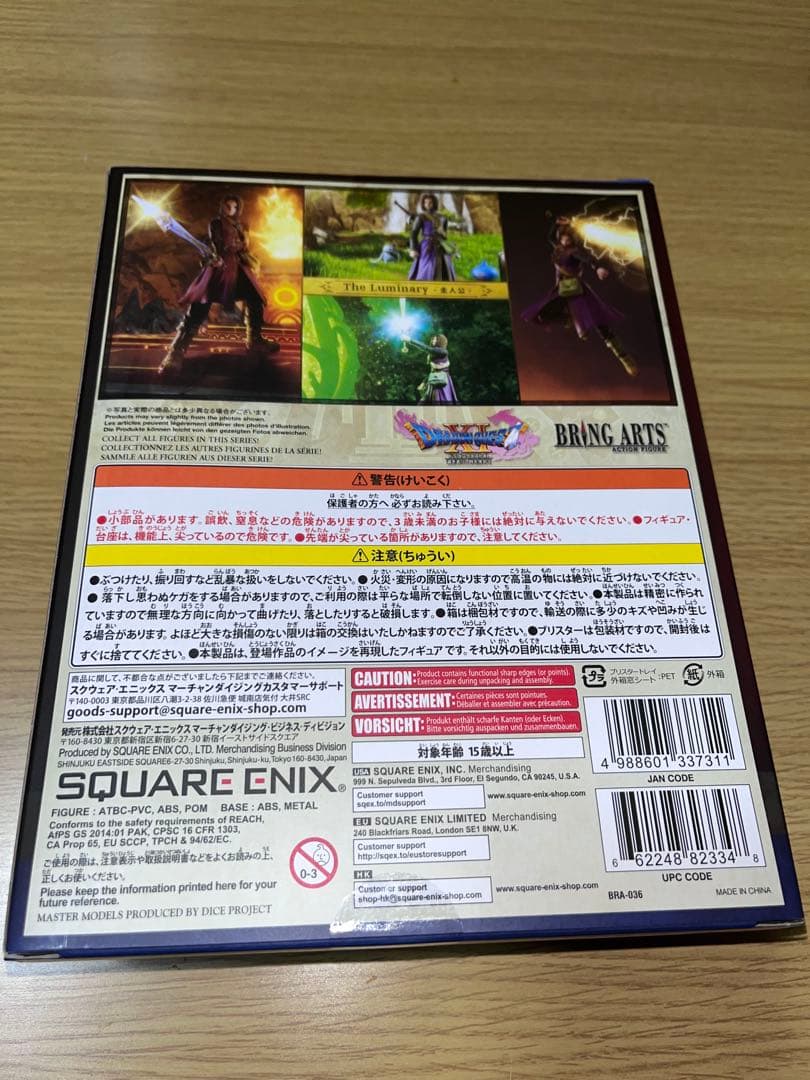 The Luminary -主人公-
※写真と実際の商品とは多少異なる場合がございます。
Products may vary slightly from the photos shown.
Les articles peuvent différer légèrement des photos.
Die Produkte können leicht von den gezeigten Fotos abweichen.
COLLECT ALL FIGURES IN THIS SERIES!
COLLECTIONNEZ LES AUTRES FIGURINES DE LA SÉRIE!
SAMMLE ALLE FIGUREN AUS DIESER SERIE!
DRAGON QUEST XI
BRING ARTS™
ACTION FIGURE
⚠警告(けいこく)
保護者の方へ 必ずお読み下さい。
●小部品があります。誤飲、窒息などの危険がありますので、3歳未満のお子様には絶対に与えないでください。●フィギュア・
台座は、機能上、尖っているので危険です。●先端が尖っている箇所がありますので、注意してください。
⚠注意(ちゅうい)
●ぶつけたり、振り回すなど乱暴な扱いをしないでください。●火災・変形の原因になりますので高温の物には絶対に近づけないでください。
●落下し思わぬケガをする場合がありますので、ご利用の際は平らな場所で転倒しない位置に置いてください。●本製品は精密に作られ
ていますので無理な方向に向かって曲げたり、落としたりすると破損します。●箱は梱包材ですので、輸送の際に多少のキズや凹みが生じ
る場合があります。よほど大きな損傷のない限りは箱の交換はいたしかねますのでご了承ください。●ブリスターは包装材ですので、開封後は
すぐに捨ててください。●本製品は、登場作品のイメージを再現したフィギュアです。それ以外の目的には使用しないでください。
商品に関して、不都合な点がございましたら下記までご連絡ください。
スクウェア・エニックス マーチャンダイジングカスタマーサポート
〒140-0003 東京都品川区八潮3-2-38 佐川急便 城南店気付 大井SRC
goods-support@square-enix-shop.com
発売元 株式会社スクウェア・エニックス マーチャンダイジング・ビジネス・ディビジョン
〒160-8430 東京都新宿区新宿6-27-30 新宿イーストサイドスクエア
Produced by SQUARE ENIX CO., LTD. Merchandising Business Division
SHINJUKU EASTSIDE SQUARE6-27-30 Shinjuku, Shinjuku-ku, Tokyo 160-8430, Japan
SQUARE ENIX®
FIGURE : ATBC-PVC, ABS, POM BASE : ABS, METAL
Conforms to the safety requirements of REACH,
AfPS GS 2014:01 PAK, CPSC 16 CFR 1303,
CA Prop 65, EU SCCP, TPCH & 94/62/EC.
ご使用の際は、注意表示や取扱説明書などをよくお読みの上、
正しくお使いください。
Please keep the information printed here for your
future reference.
MASTER MODELS PRODUCED BY DICE PROJECT
0-3
CAUTION •Product contains functional sharp edges (or points).
•Exercise care during unpacking and assembly.
AVERTISSEMENT •Certaines pièces sont pointues.
•Déballer et assembler avec précaution.
VORSICHT •Produkt enthält scharfe Kanten (oder Ecken).
•Bitte vorsichtig auspacken und zusammenbauen.
対象年齢 15歳以上
USA SQUARE ENIX, INC. Merchandising
999 N. Sepulveda Blvd., 3rd Floor, El Segundo, CA 90245, U.S.A.
Customer support
sqex.to/mdsupport
www.square-enix-shop.com
EU SQUARE ENIX LIMITED Merchandising
240 Blackfriars Road, London SE1 8NW, U.K.
Customer support
http://sqex.to/eustoresupport
HK
Customer support
shop-hk@square-enix-shop.com
www.square-enix-shop.com
プラ
ブリスタートレイ
外箱窓シート:PET
紙
外箱
4 988601 337311
JAN CODE
6 62248 82334 8
UPC CODE
BRA-036
MADE IN CHINA